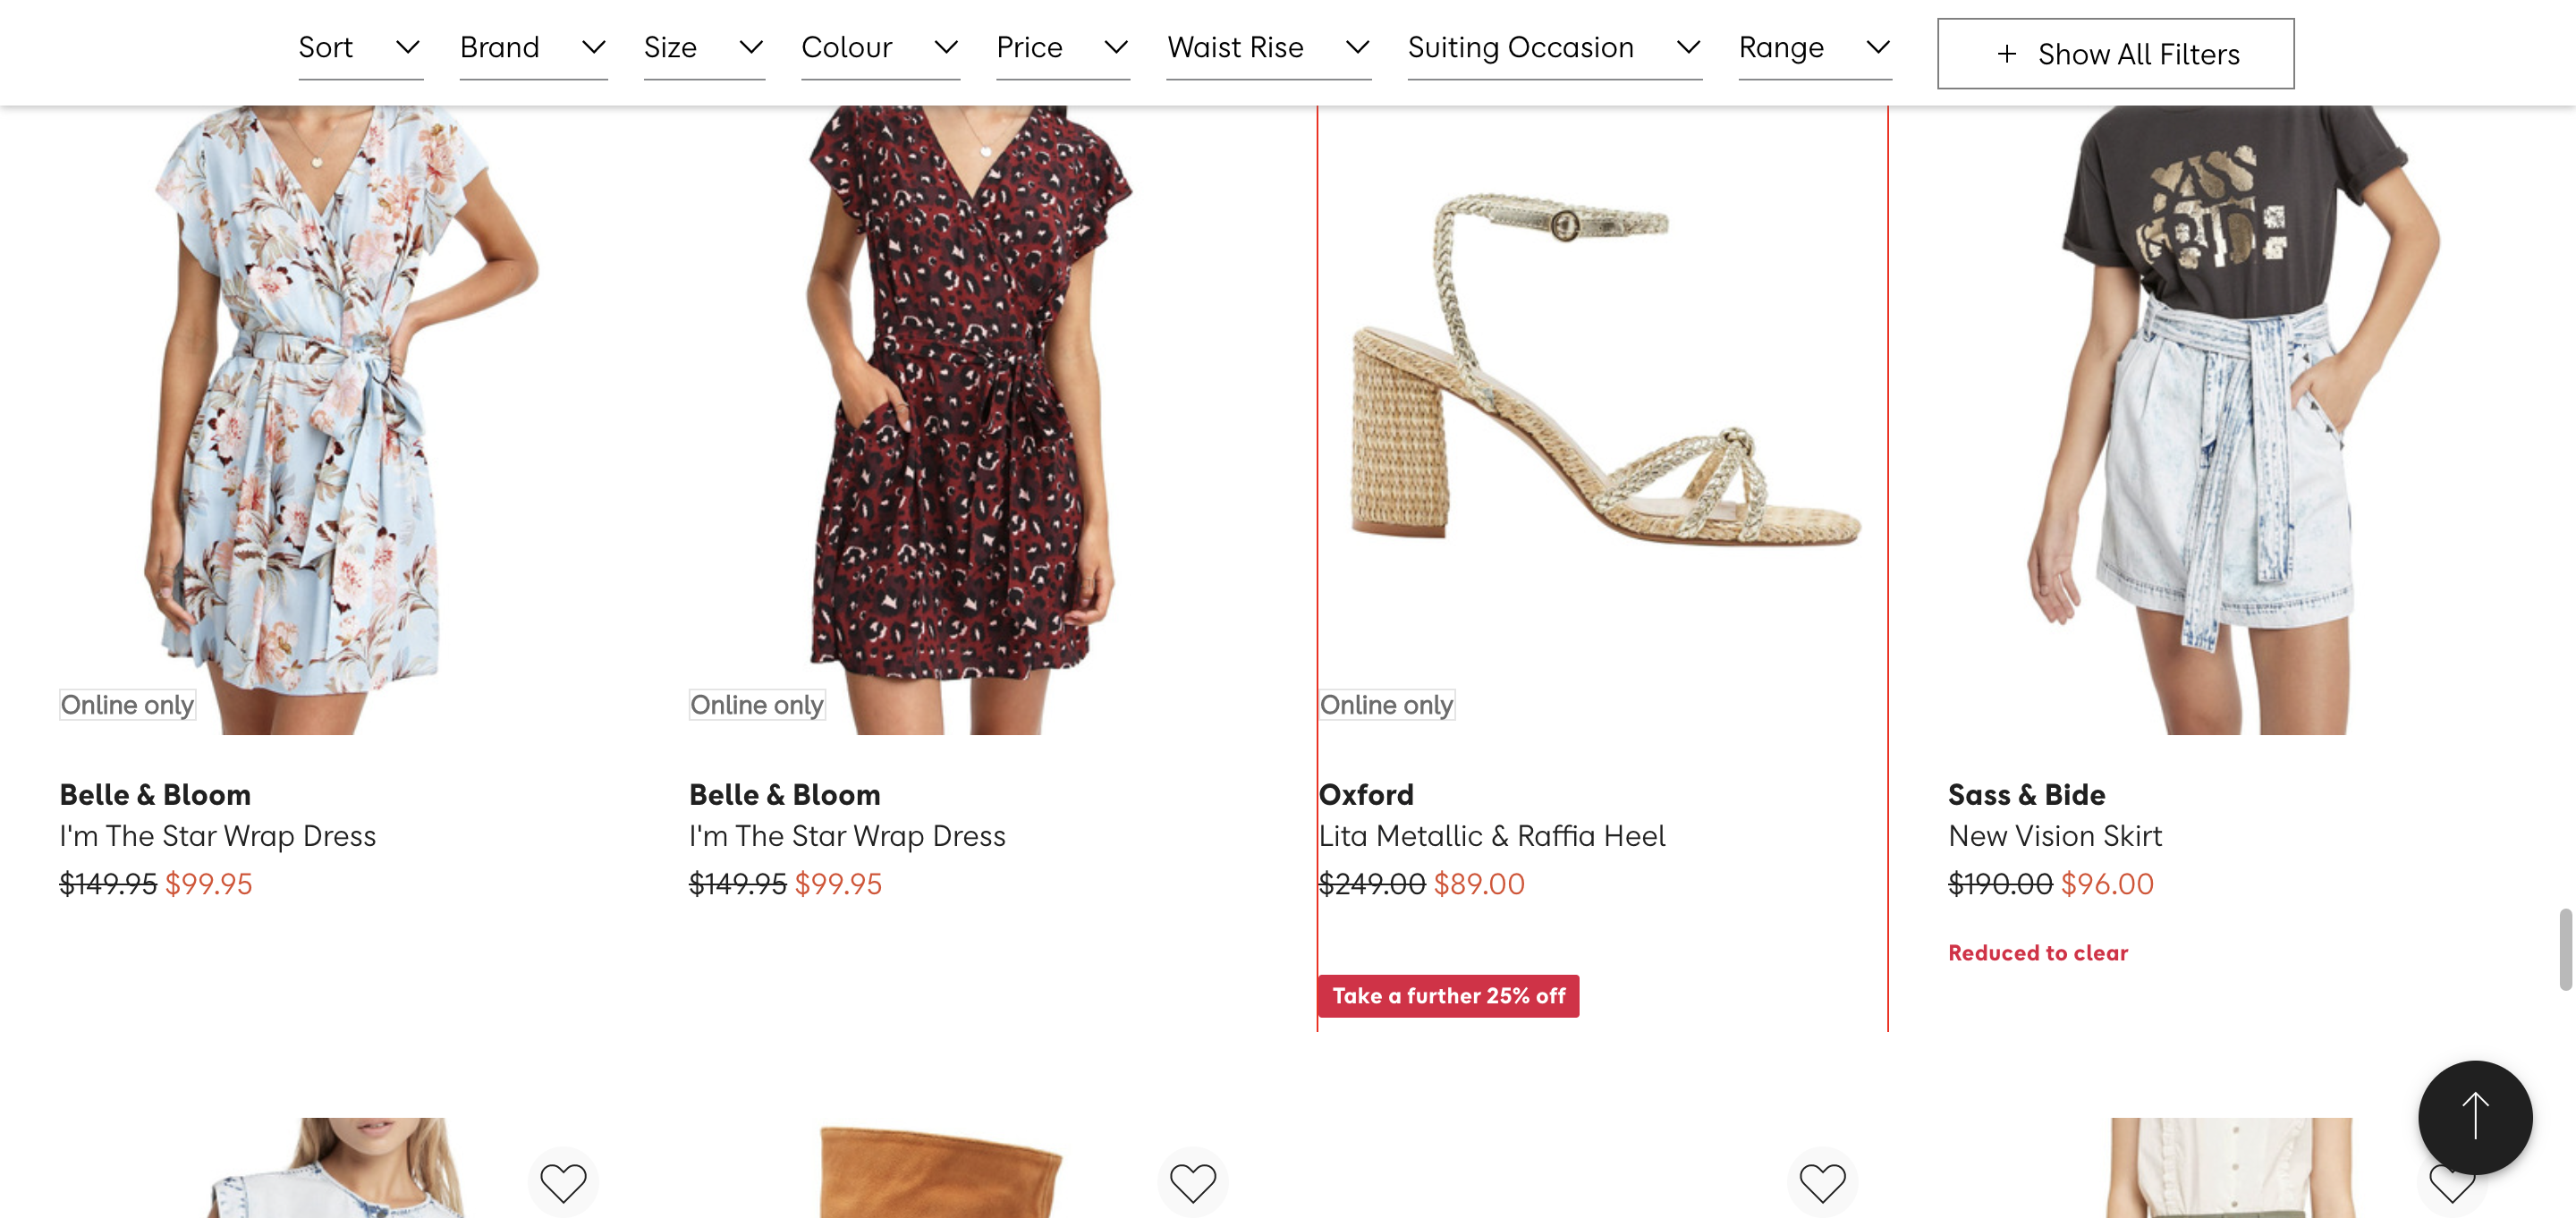 Sort
Brand
Size
Colour
Price
Waist Rise
Suiting Occasion
Range
+ Show All Filters
Online only
Belle & Bloom
I'm The Star Wrap Dress
$149.95 $99.95
Online only
Belle & Bloom
I'm The Star Wrap Dress
$149.95 $99.95
Online only
Oxford
Lita Metallic & Raffia Heel
$249.00 $89.00
Take a further 25% off
Sass & Bide
New Vision Skirt
$190.00 $96.00
Reduced to clear